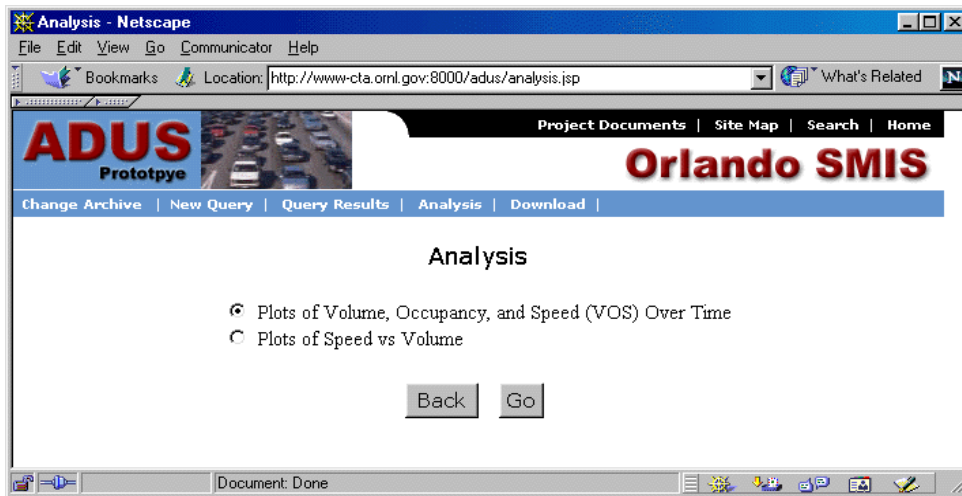 Analysis - Netscape
File Edit View Go Communicator Help
Bookmarks Location: http://www-cta.ornl.gov:8000/adus/analysis.jsp What's Related N
ADUS
Prototpye
Project Documents | Site Map | Search | Home
Orlando SMIS
Change Archive | New Query | Query Results | Analysis | Download |
Analysis
Plots of Volume, Occupancy, and Speed (VOS) Over Time
Plots of Speed vs Volume
Back Go
Document: Done